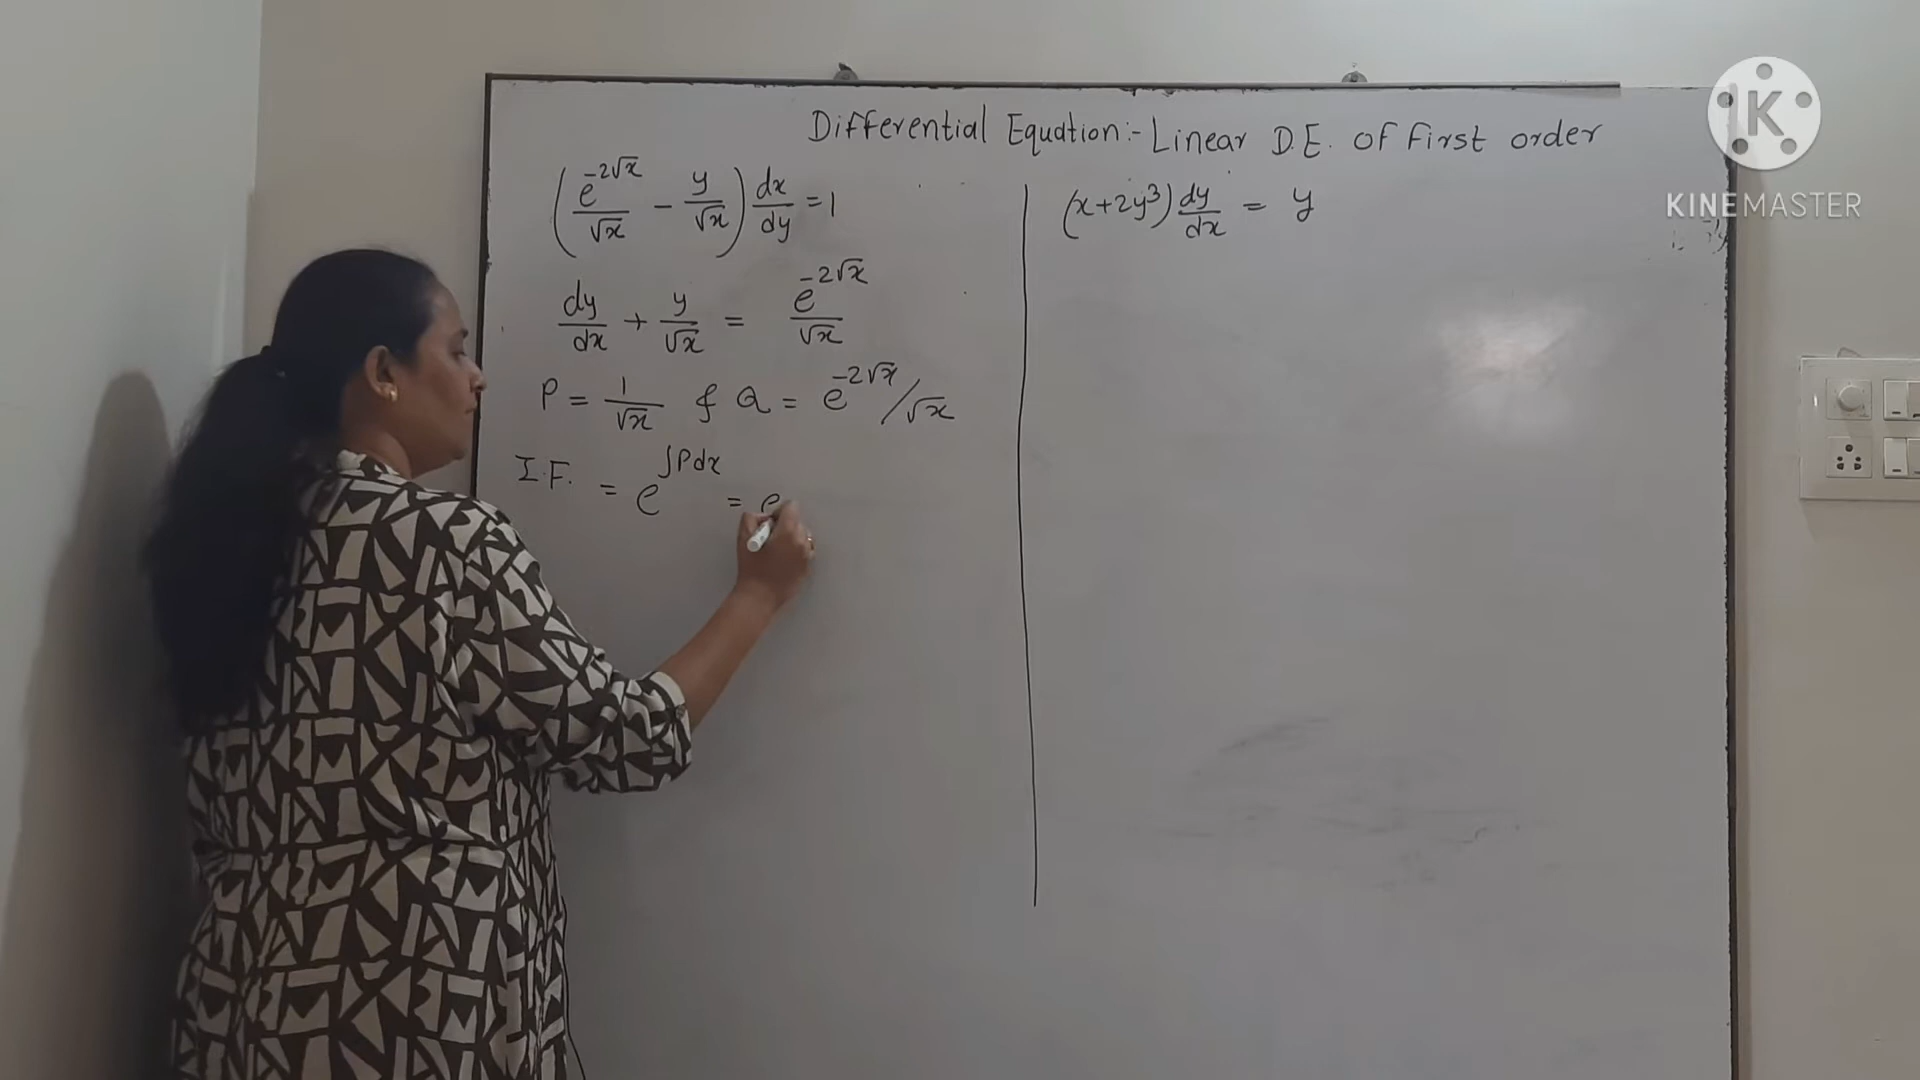 Differential Equation:- Linear D.E. of First order
(e^{-2√x}/√x - y/√x) dx/dy = 1
dy/dx + y/√x = e^{-2√x}/√x
P = 1/√x & Q = e^{-2√x}/√x
I.F. = e^{∫Pdx} = e
(x+2y³) dy/dx = y
K
KINEMASTER